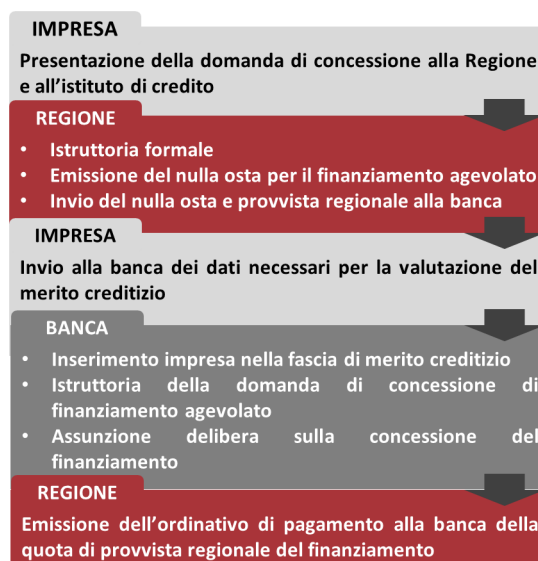 IMPRESA
Presentazione della domanda di concessione alla Regione
e all’istituto di credito
REGIONE
• Istruttoria formale
• Emissione del nulla osta per il finanziamento agevolato
• Invio del nulla osta e provvista regionale alla banca
IMPRESA
Invio alla banca dei dati necessari per la valutazione del
merito creditizio
BANCA
• Inserimento impresa nella fascia di merito creditizio
• Istruttoria della domanda di concessione di
finanziamento agevolato
• Assunzione delibera sulla concessione del
finanziamento
REGIONE
Emissione dell’ordinativo di pagamento alla banca della
quota di provvista regionale del finanziamento